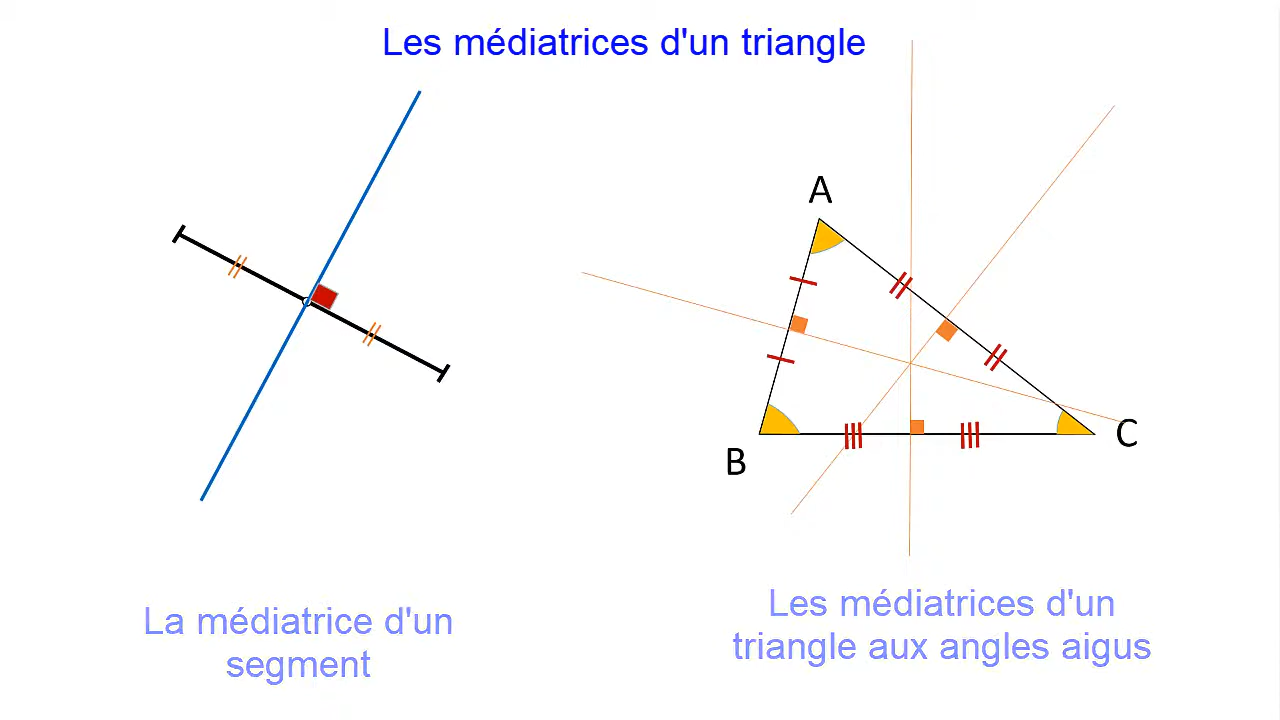 Les médiatrices d'un triangle
A
B
C
La médiatrice d'un
segment
Les médiatrices d'un
triangle aux angles aigus